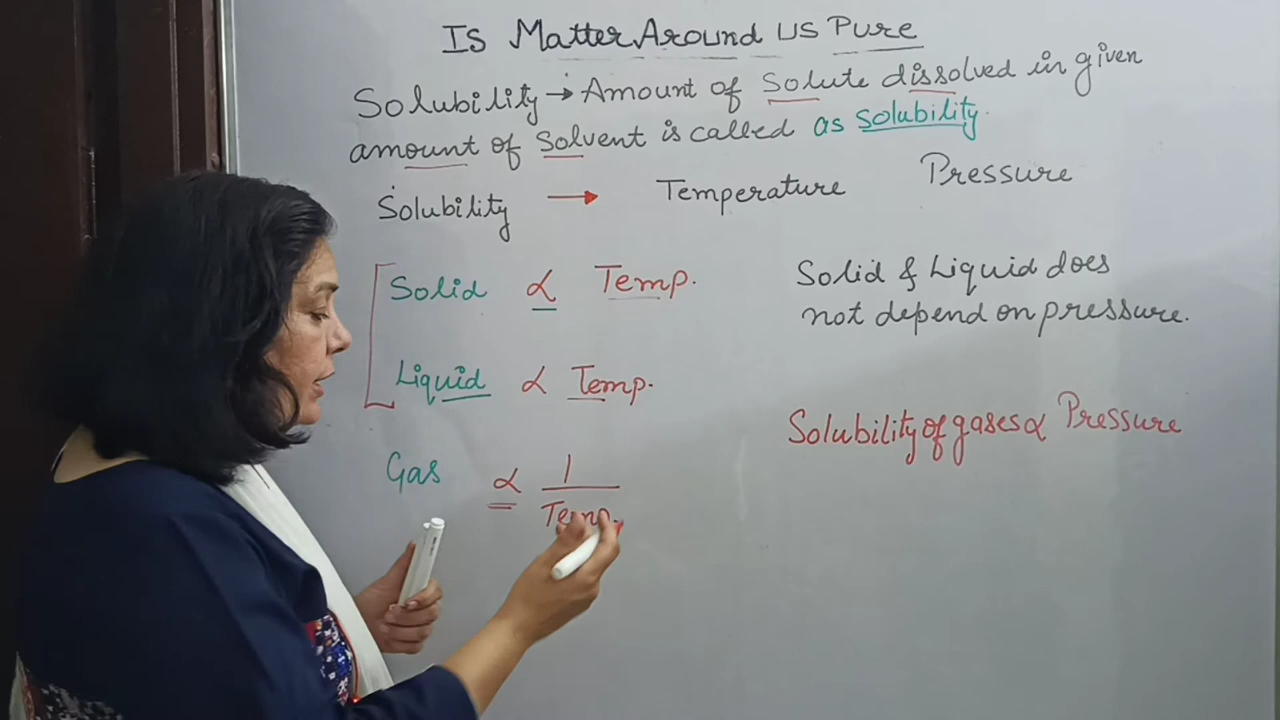 Is Matter Around us Pure
Solubility → Amount of Solute dissolved in given
amount of Solvent is called as solubility.
Solubility → Temperature Pressure
Solid ∝ Temp.
Solid & Liquid does
not depend on pressure.
Liquid ∝ Temp.
Solubility of gases ∝ Pressure
Gas ∝ 1
Temp.